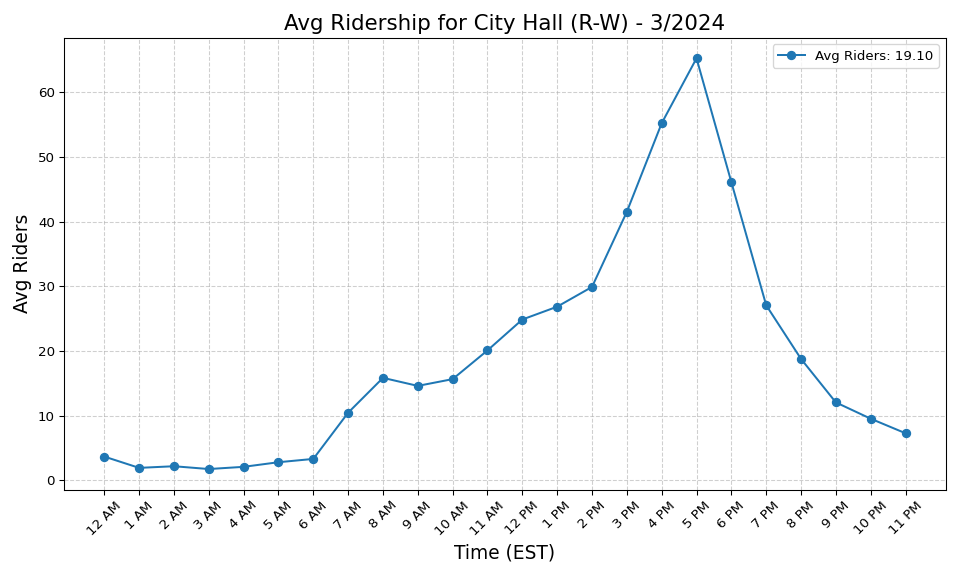 Avg Ridership for City Hall (R-W) - 3/2024
Avg Riders: 19.10
Avg Riders
60
50
40
30
20
10
0
12 AM
1 AM
2 AM
3 AM
4 AM
5 AM
6 AM
7 AM
8 AM
9 AM
10 AM
11 AM
12 PM
1 PM
2 PM
3 PM
4 PM
5 PM
6 PM
7 PM
8 PM
9 PM
10 PM
11 PM
Time (EST)